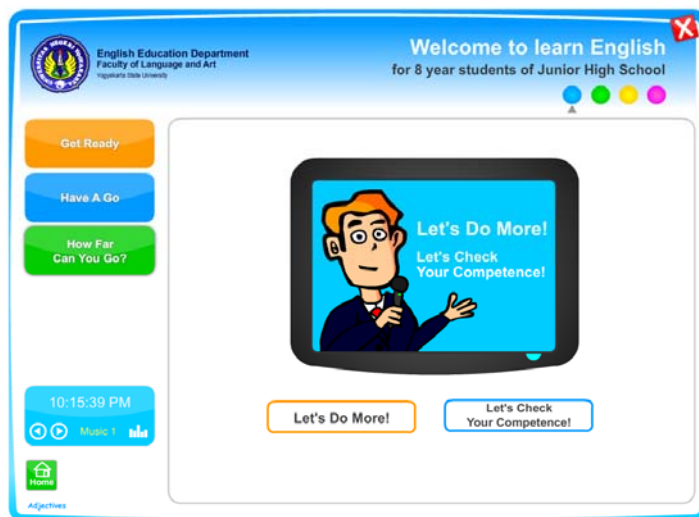 English Education Department
Faculty of Language and Art
Yogyakarta State University
Welcome to learn English
for 8 year students of Junior High School
Get Ready
Have A Go
How Far
Can You Go?
Let's Do More!
Let's Check
Your Competence!
10:15:39 PM
Music 1
Let's Do More!
Let's Check
Your Competence!
Home
Adjectives